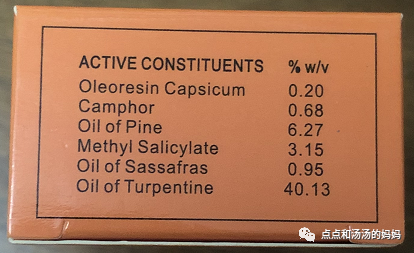 ACTIVE CONSTITUENTS % w/v
Oleoresin Capsicum 0.20
Camphor 0.68
Oil of Pine 6.27
Methyl Salicylate 3.15
Oil of Sassafras 0.95
Oil of Turpentine 40.13
点点和汤汤的妈妈